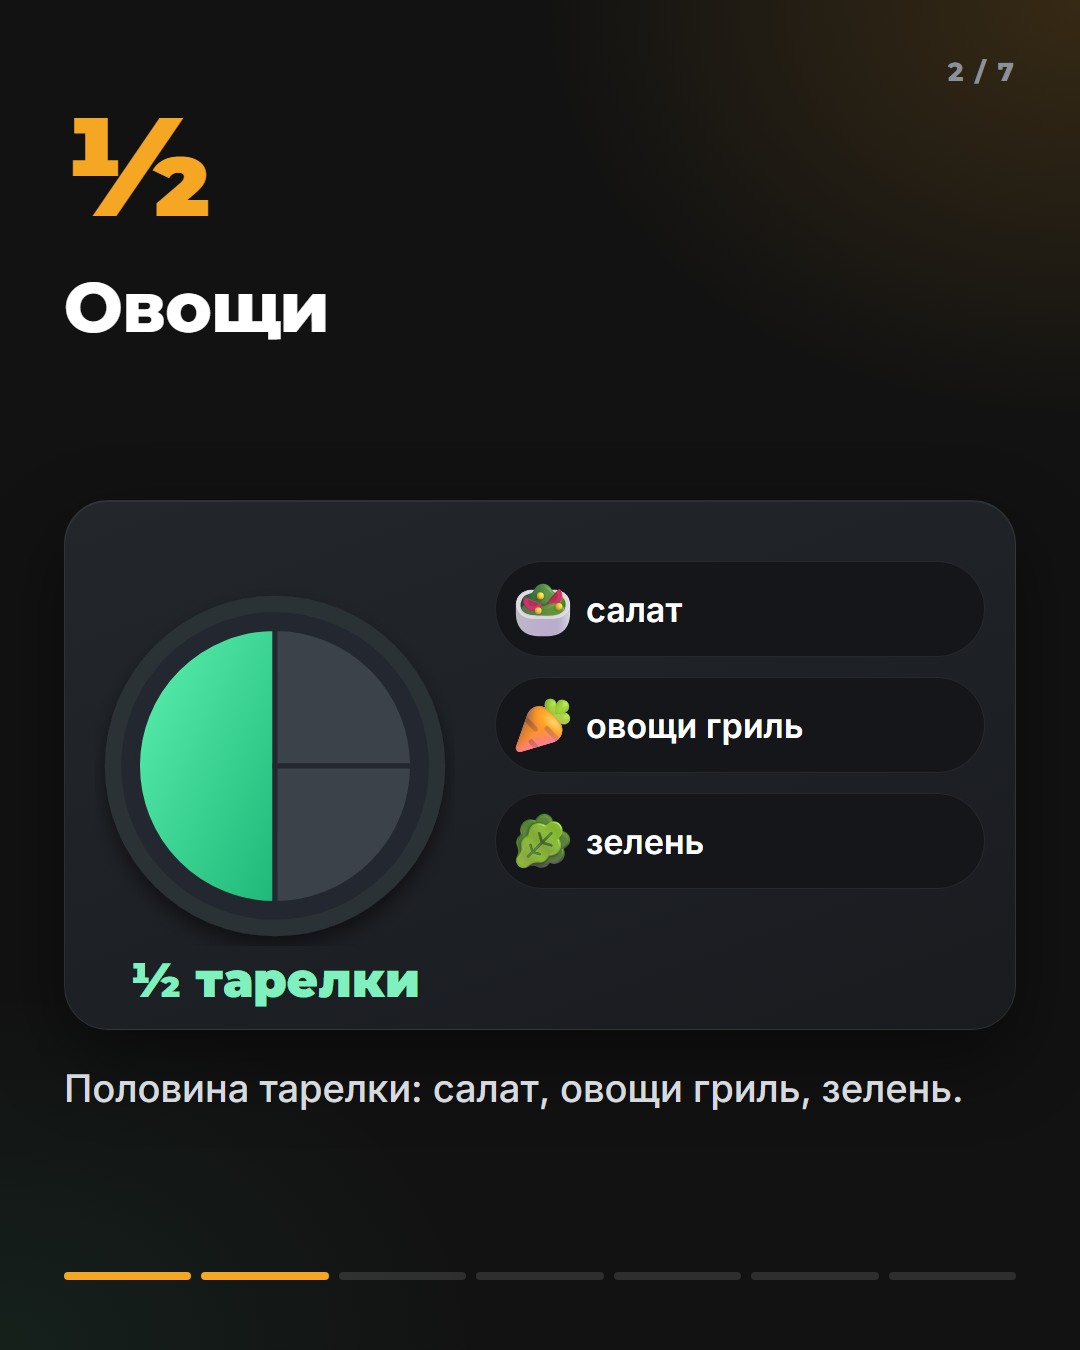 2 / 7
½
Овощи
салат
овощи гриль
зелень
½ тарелки
Половина тарелки: салат, овощи гриль, зелень.